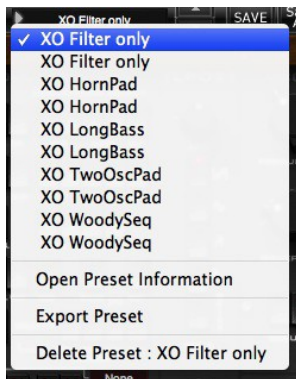 XO Filter only
SAVE
✓ XO Filter only
XO Filter only
XO HornPad
XO HornPad
XO LongBass
XO LongBass
XO TwoOscPad
XO TwoOscPad
XO WoodySeq
XO WoodySeq
Open Preset Information
Export Preset
Delete Preset : XO Filter only
None